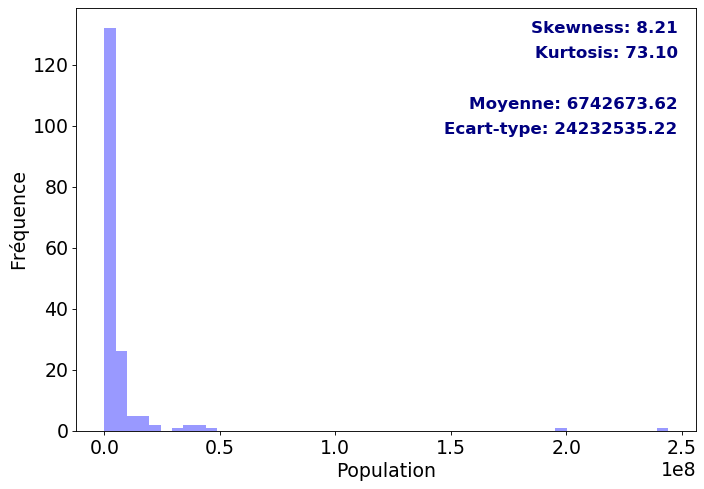 Skewness: 8.21
Kurtosis: 73.10
Moyenne: 6742673.62
Ecart-type: 24232535.22
Fréquence
120
100
80
60
40
20
0
0.0 0.5 1.0 1.5 2.0 2.5
1e8
Population